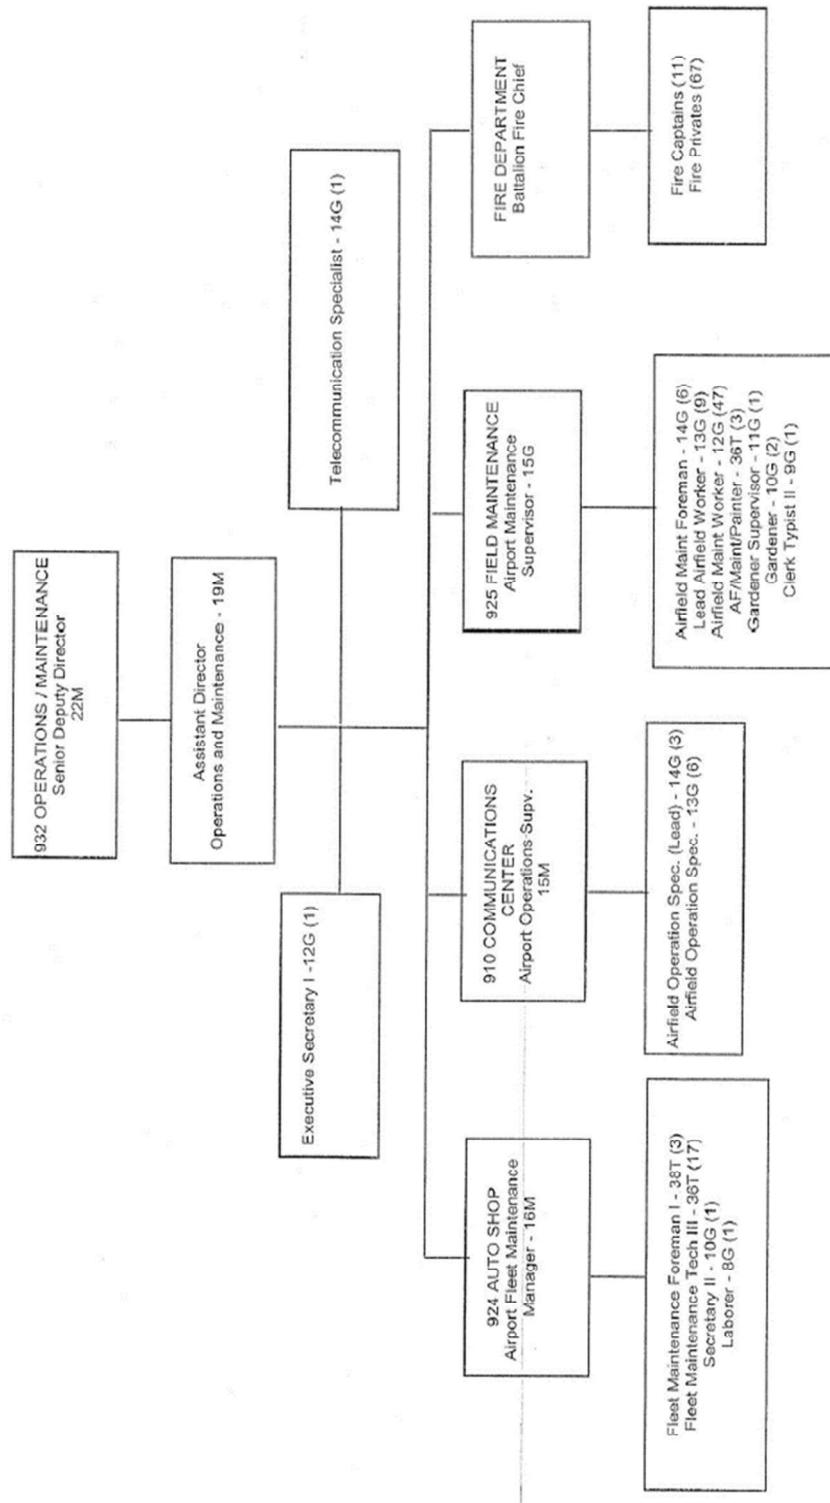 932 OPERATIONS / MAINTENANCE
Senior Deputy Director
22M
Assistant Director
Operations and Maintenance - 19M
Executive Secretary I -12G (1)
Telecommunication Specialist - 14G (1)
924 AUTO SHOP
Airport Fleet Maintenance
Manager - 16M
910 COMMUNICATIONS
CENTER
Airport Operations Supv.
15M
925 FIELD MAINTENANCE
Airport Maintenance
Supervisor - 15G
FIRE DEPARTMENT
Battalion Fire Chief
Fleet Maintenance Foreman I - 38T (3)
Fleet Maintenance Tech III - 36T (17)
Secretary II - 10G (1)
Laborer - 8G (1)
Airfield Operation Spec. (Lead) - 14G (3)
Airfield Operation Spec. - 13G (6)
Airfield Maint Foreman - 14G (6)
Lead Airfield Worker - 13G (9)
Airfield Maint Worker - 12G (47)
AF/Maint/Painter - 36T (3)
Gardener Supervisor - 11G (1)
Gardener - 10G (2)
Clerk Typist II - 9G (1)
Fire Captains (11)
Fire Privates (67)